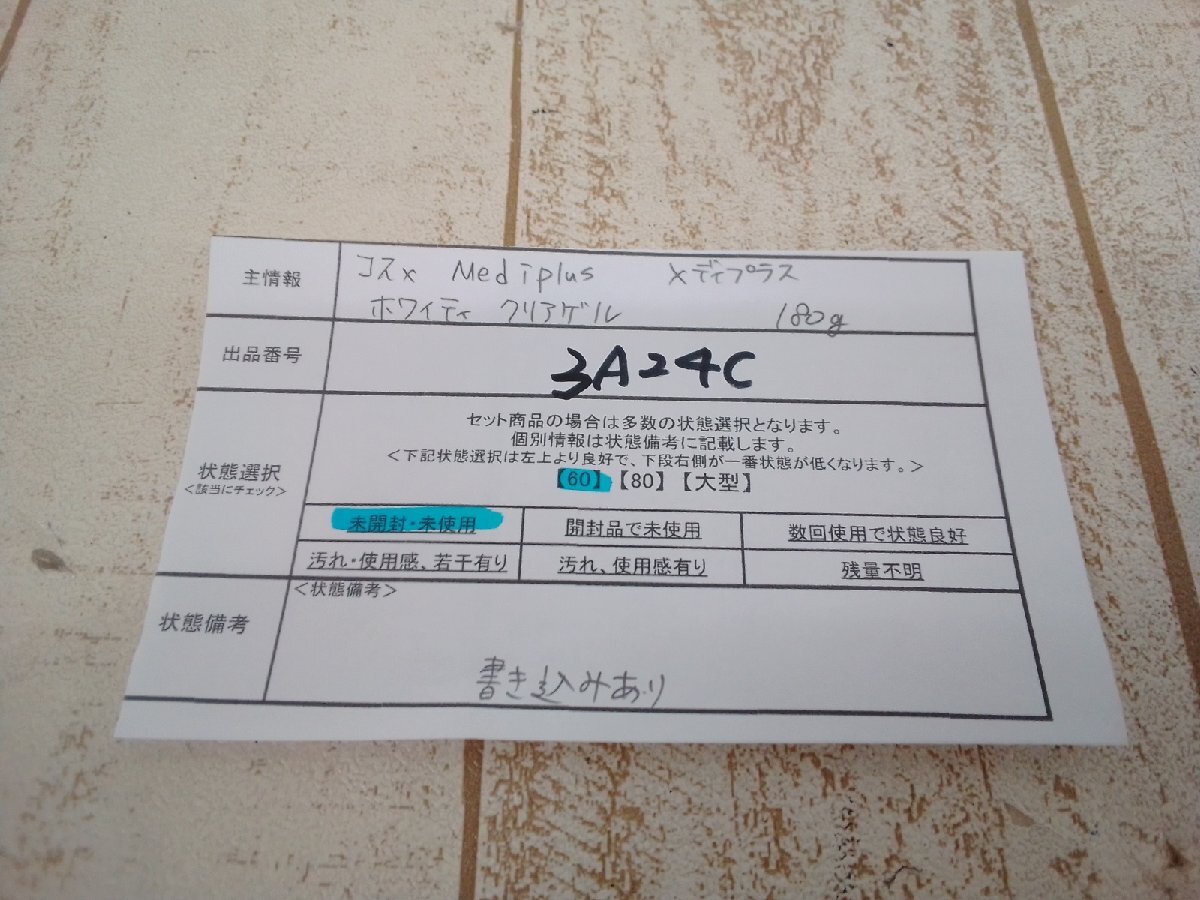 主情報
コスメ Mediplus メディプラス
ホワイティ クリアゲル 180g
出品番号
3A24C
セット商品の場合は多数の状態選択となります。
個別情報は状態備考に記載します。
<下記状態選択は左上より良好で、下段右側が一番状態が低くなります。>
【60】【80】【大型】
状態選択
<該当にチェック>
未開封・未使用 開封品で未使用 数回使用で状態良好
汚れ・使用感、若干有り 汚れ、使用感有り 残量不明
状態備考
<状態備考>
書き込みあり